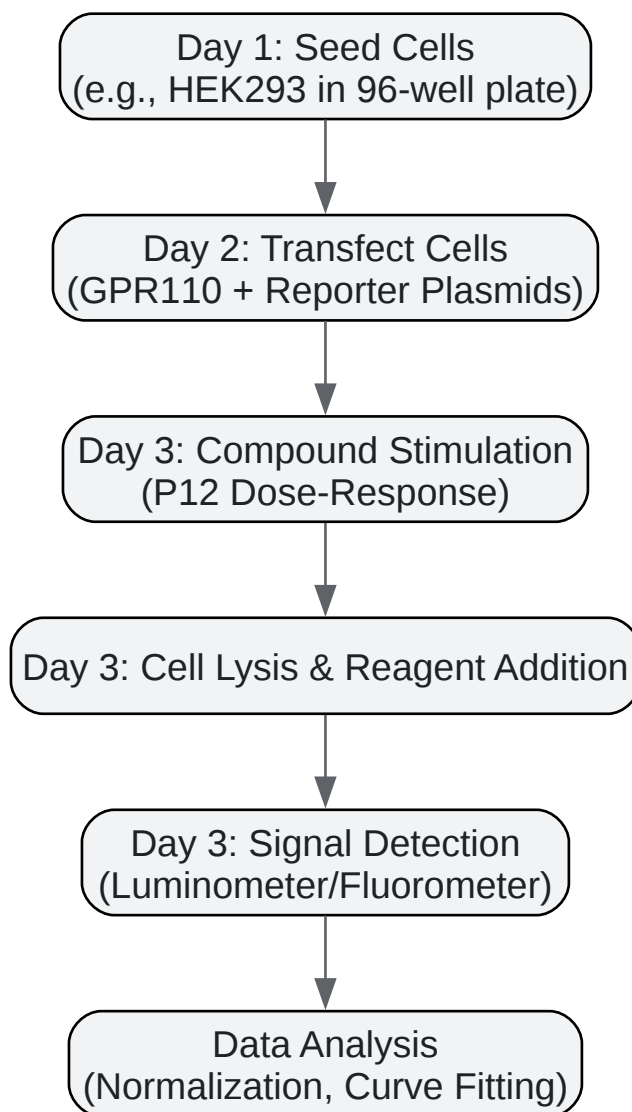 Day 1: Seed Cells
(e.g., HEK293 in 96-well plate)
Day 2: Transfect Cells
(GPR110 + Reporter Plasmids)
Day 3: Compound Stimulation
(P12 Dose-Response)
Day 3: Cell Lysis & Reagent Addition
Day 3: Signal Detection
(Luminometer/Fluorometer)
Data Analysis
(Normalization, Curve Fitting)